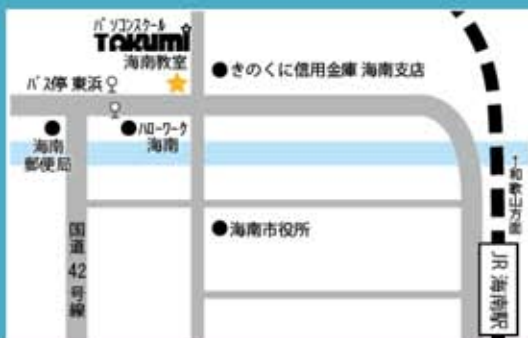 パソコンスクール
TAKUMI
海南教室
バス停 東浜
●きのくに信用金庫 海南支店
●
海南
郵便局
●ハローワーク
海南
↑和歌山方面
国道42号線
●海南市役所
JR 海南駅